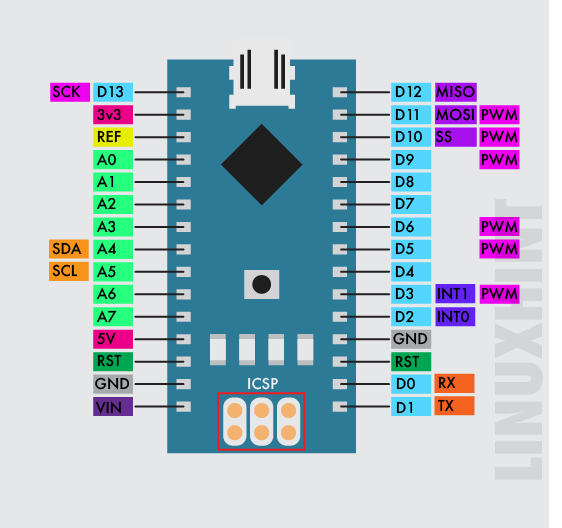 SCK D13
3v3
REF
A0
A1
A2
A3
SDA A4
SCL A5
A6
A7
5V
RST
GND
VIN
ICSP
D12 MISO
D11 MOSI PWM
D10 SS PWM
D9 PWM
D8
D7
D6 PWM
D5 PWM
D4
D3 INT1 PWM
D2 INT0
GND
RST
D0 RX
D1 TX
LINUXHINT